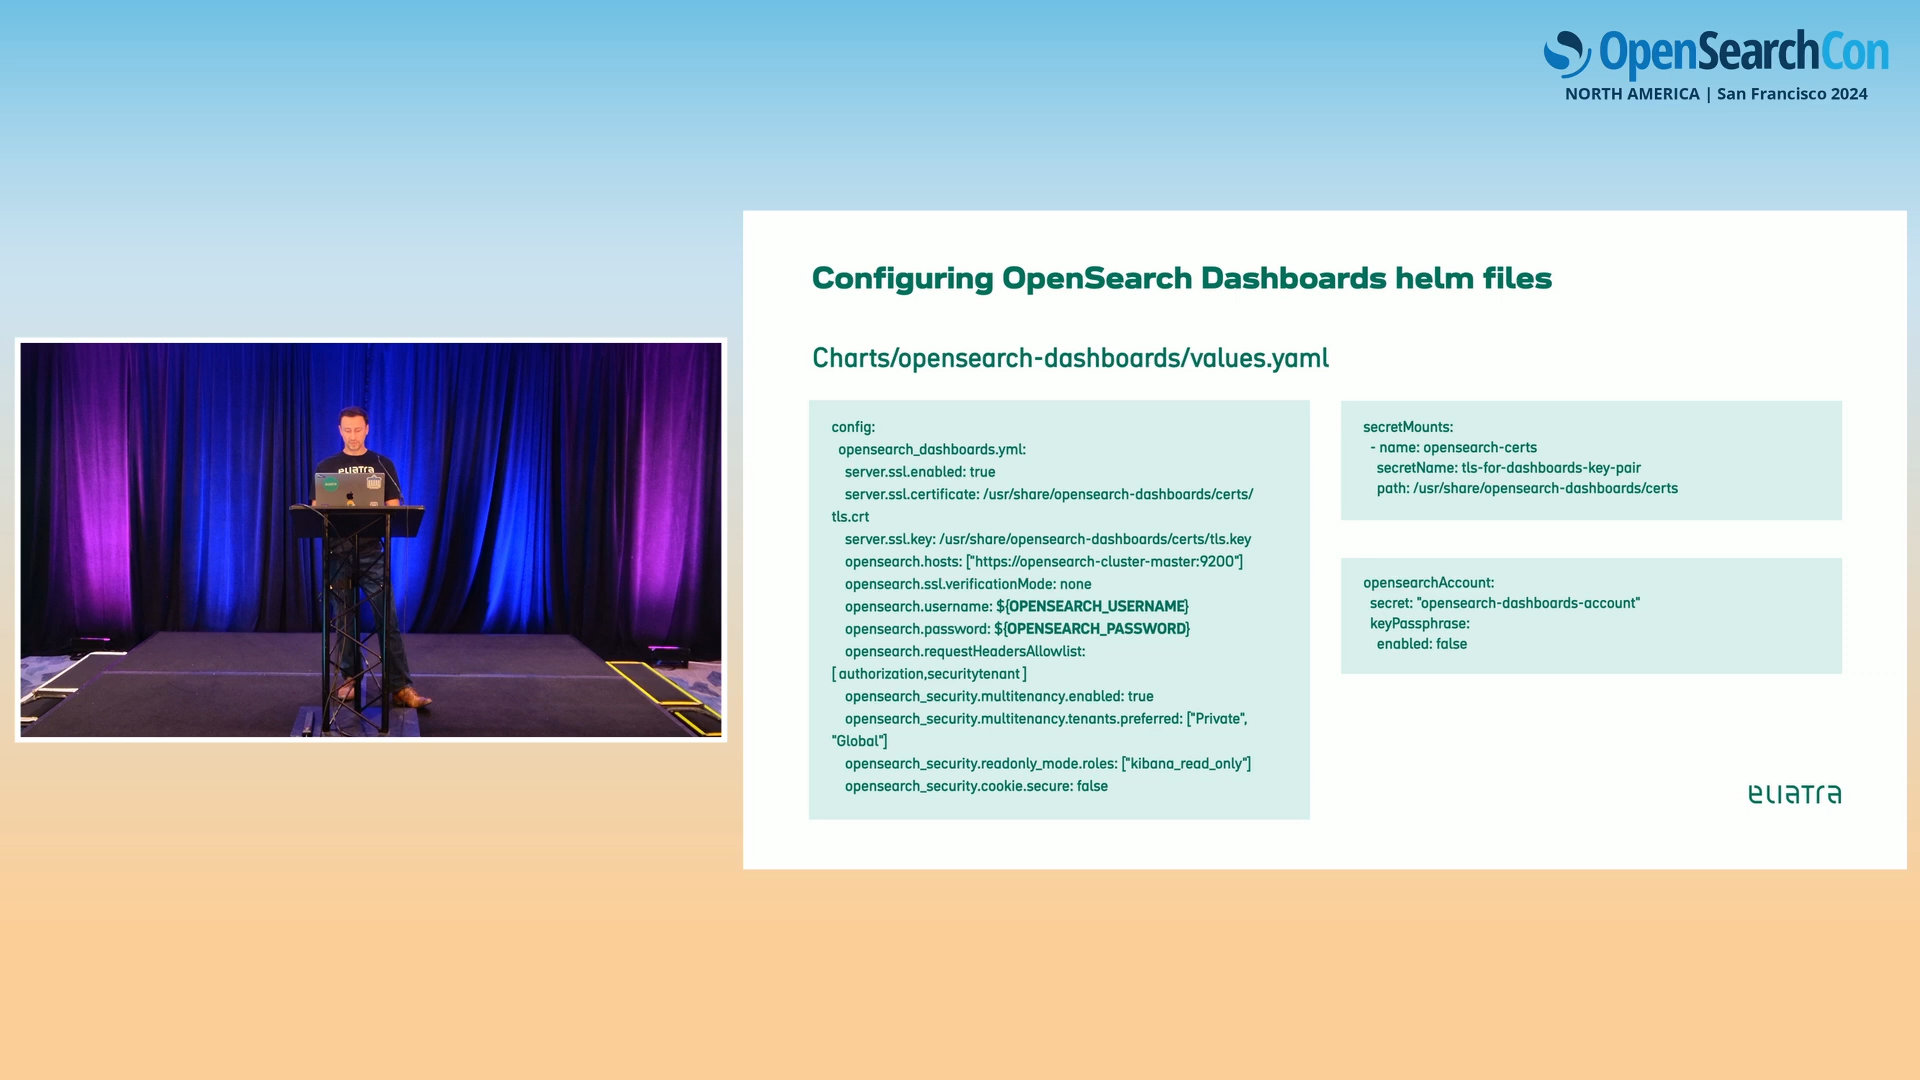 OpenSearchCon
NORTH AMERICA | San Francisco 2024
Configuring OpenSearch Dashboards helm files
Charts/opensearch-dashboards/values.yaml
config:
opensearch_dashboards.yml:
server.ssl.enabled: true
server.ssl.certificate: /usr/share/opensearch-dashboards/certs/
tls.crt
server.ssl.key: /usr/share/opensearch-dashboards/certs/tls.key
opensearch.hosts: ["https://opensearch-cluster-master:9200"]
opensearch.ssl.verificationMode: none
opensearch.username: ${OPENSEARCH_USERNAME}
opensearch.password: ${OPENSEARCH_PASSWORD}
opensearch.requestHeadersAllowlist:
[ authorization,securitytenant ]
opensearch_security.multitenancy.enabled: true
opensearch_security.multitenancy.tenants.preferred: ["Private",
"Global"]
opensearch_security.readonly_mode.roles: ["kibana_read_only"]
opensearch_security.cookie.secure: false
secretMounts:
- name: opensearch-certs
secretName: tls-for-dashboards-key-pair
path: /usr/share/opensearch-dashboards/certs
opensearchAccount:
secret: "opensearch-dashboards-account"
keyPassphrase:
enabled: false
eliatra
eliatra